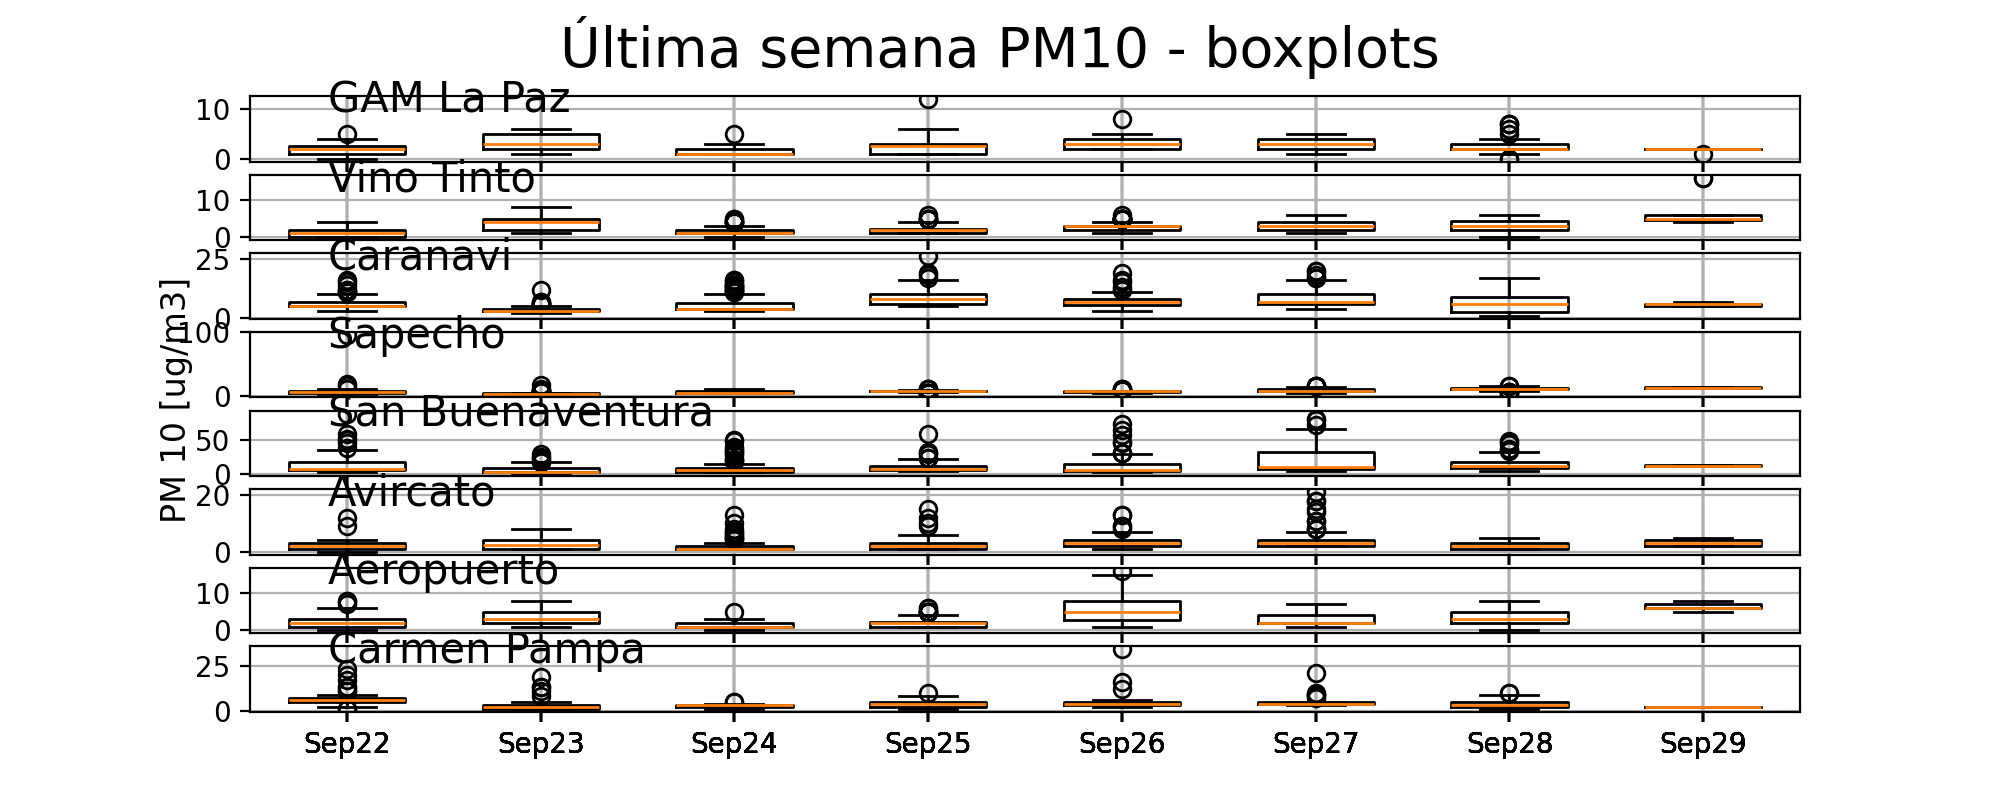 Última semana PM10 - boxplots
PM 10 [ug/m3]
GAM La Paz
10
0
Vino Tinto
10
0
Caranavi
25
0
Sapecho
100
0
San Buenaventura
50
0
Avircato
20
0
Aeropuerto
10
0
Carmen Pampa
25
0
Sep22 Sep23 Sep24 Sep25 Sep26 Sep27 Sep28 Sep29